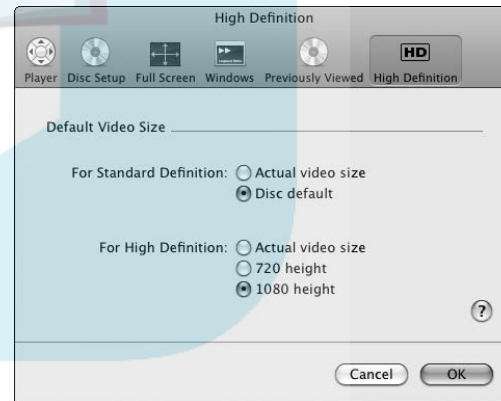 High Definition
Player Disc Setup Full Screen Windows Previously Viewed HD High Definition
Default Video Size
For Standard Definition: Actual video size
Disc default
For High Definition: Actual video size
720 height
1080 height
?
Cancel OK